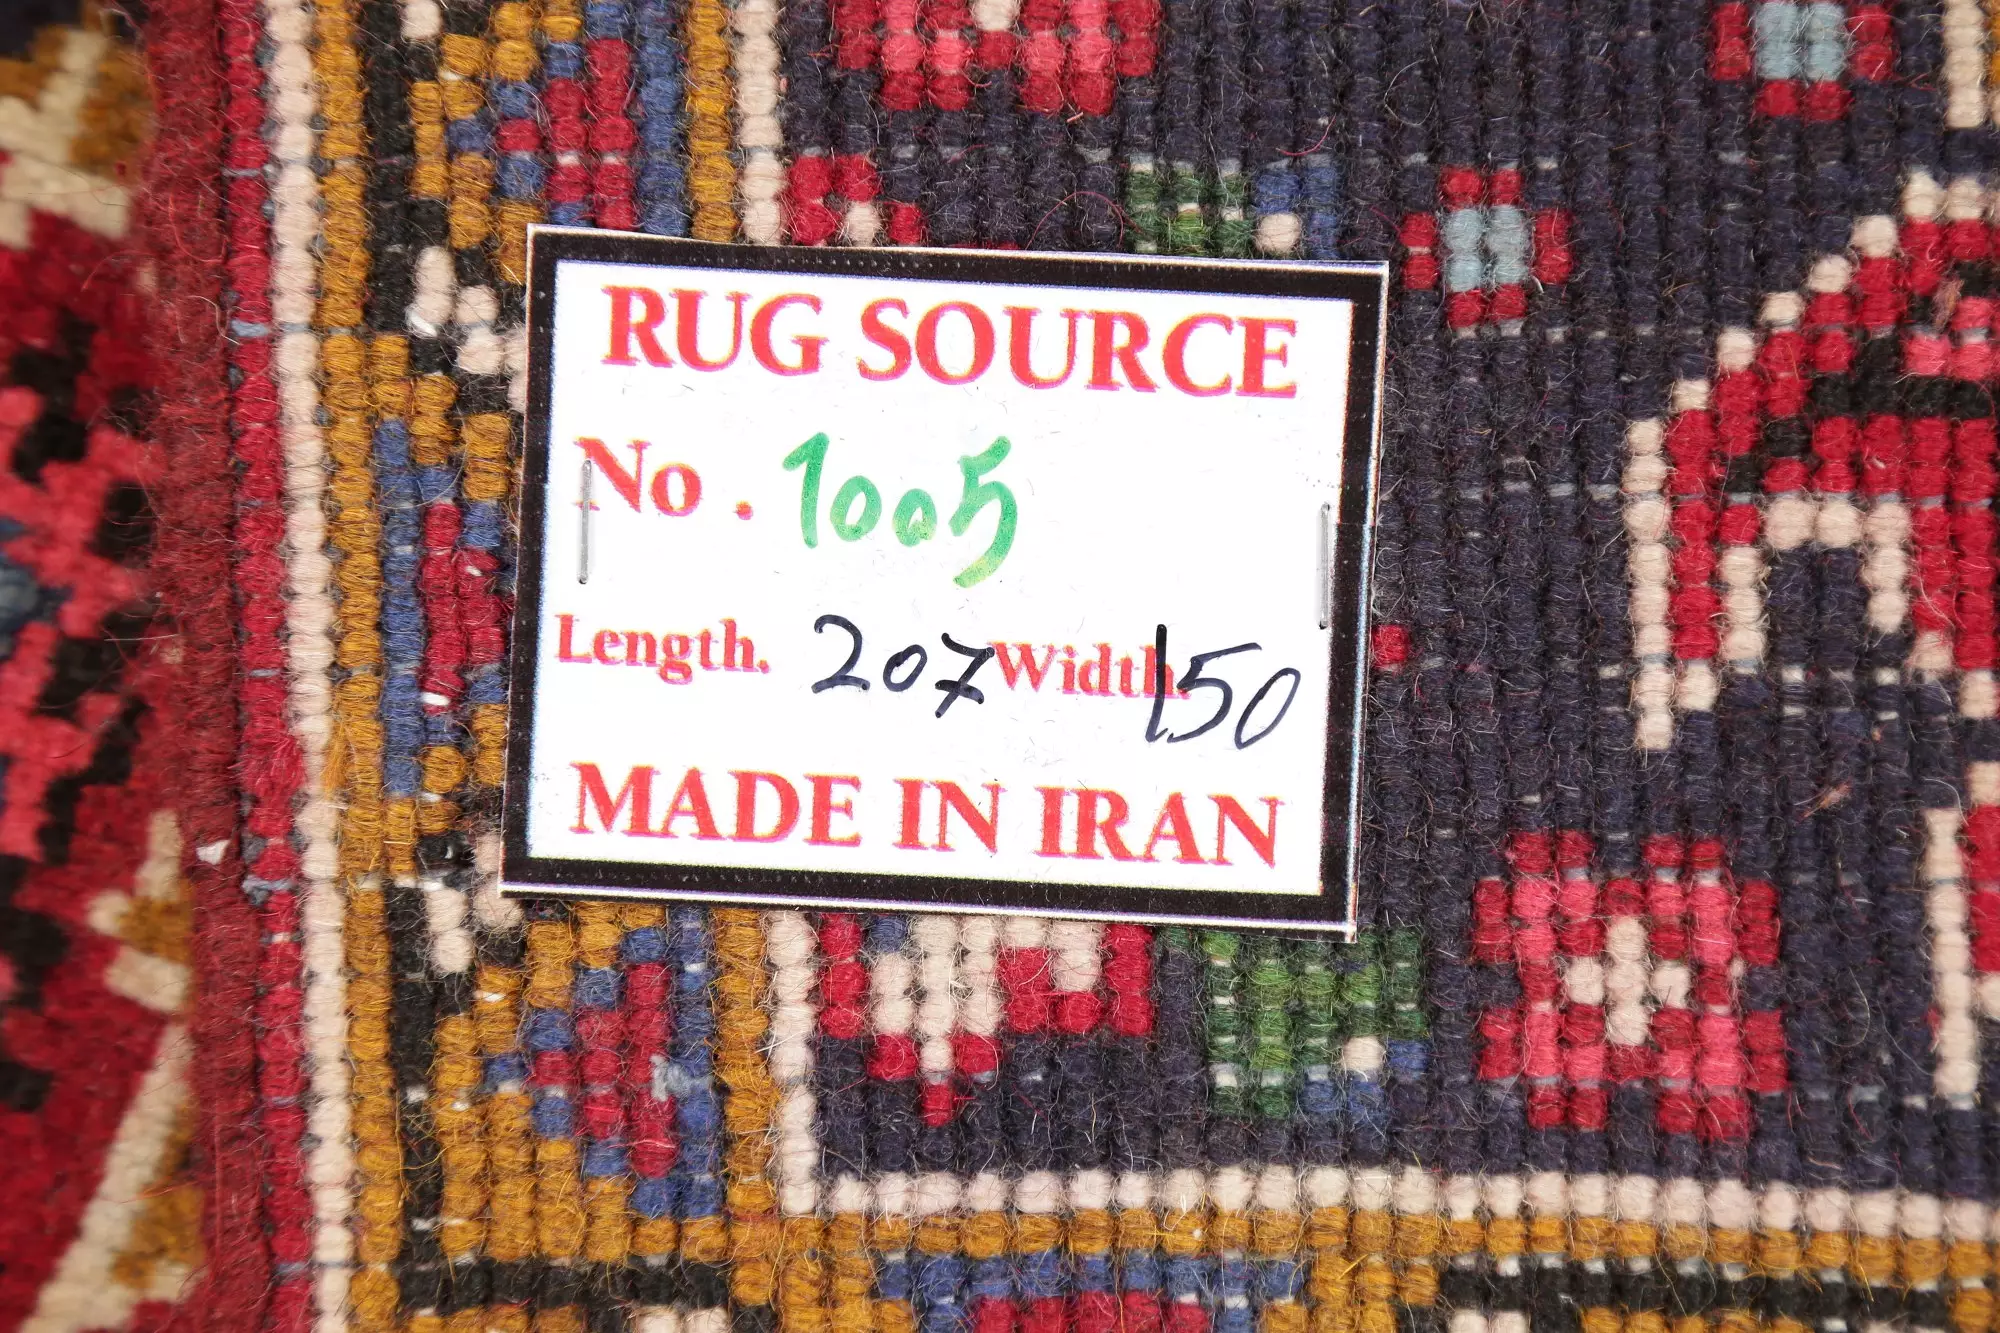 RUG SOURCE
No. 1005
Length. 207 Width. 150
MADE IN IRAN